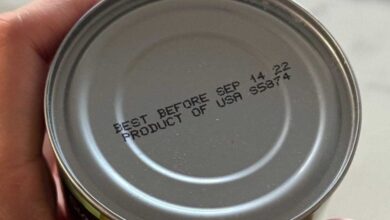 BEST BEFORE SEP 14 22
PRODUCT OF USA S5874